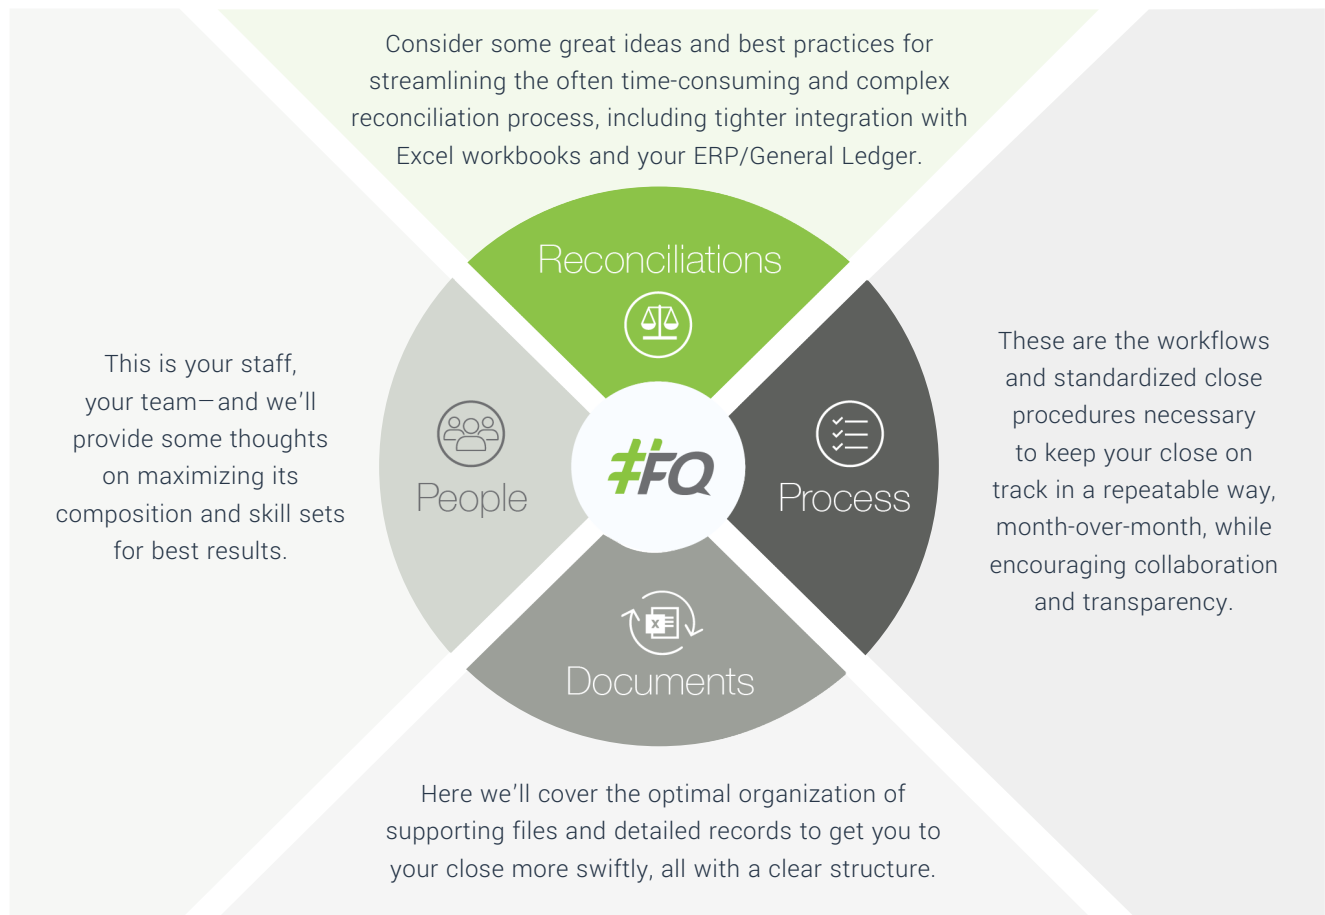 Consider some great ideas and best practices for
streamlining the often time-consuming and complex
reconciliation process, including tighter integration with
Excel workbooks and your ERP/General Ledger.
Reconciliations
This is your staff,
your team—and we'll
provide some thoughts
on maximizing its
composition and skill sets
for best results.
People
#FQ
Process
These are the workflows
and standardized close
procedures necessary
to keep your close on
track in a repeatable way,
month-over-month, while
encouraging collaboration
and transparency.
X
Documents
Here we'll cover the optimal organization of
supporting files and detailed records to get you to
your close more swiftly, all with a clear structure.